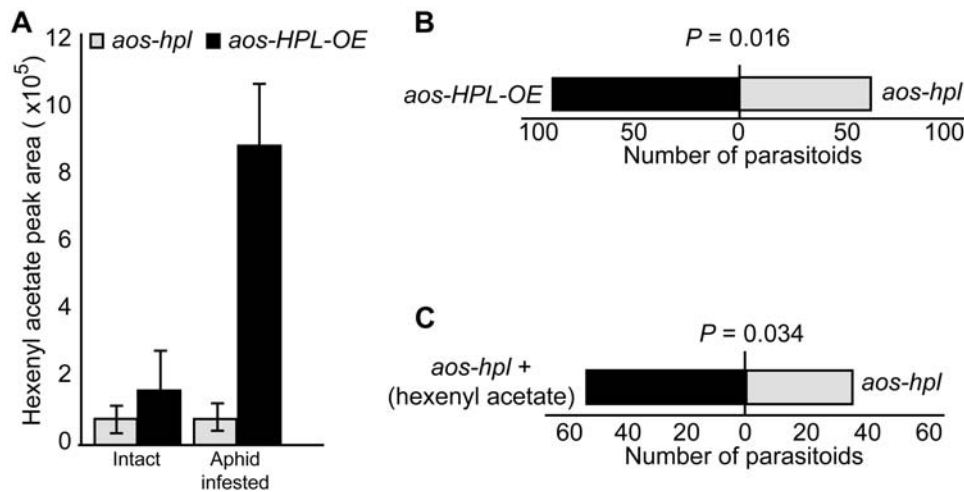 A
aos-hpl aos-HPL-OE
Hexenyl acetate peak area ( x10⁵)
12
10
8
6
4
2
0
Intact Aphid
infested
B
P = 0.016
aos-HPL-OE aos-hpl
100 50 0 50 100
Number of parasitoids
C
P = 0.034
aos-hpl +
(hexenyl acetate) aos-hpl
60 40 20 0 20 40 60
Number of parasitoids